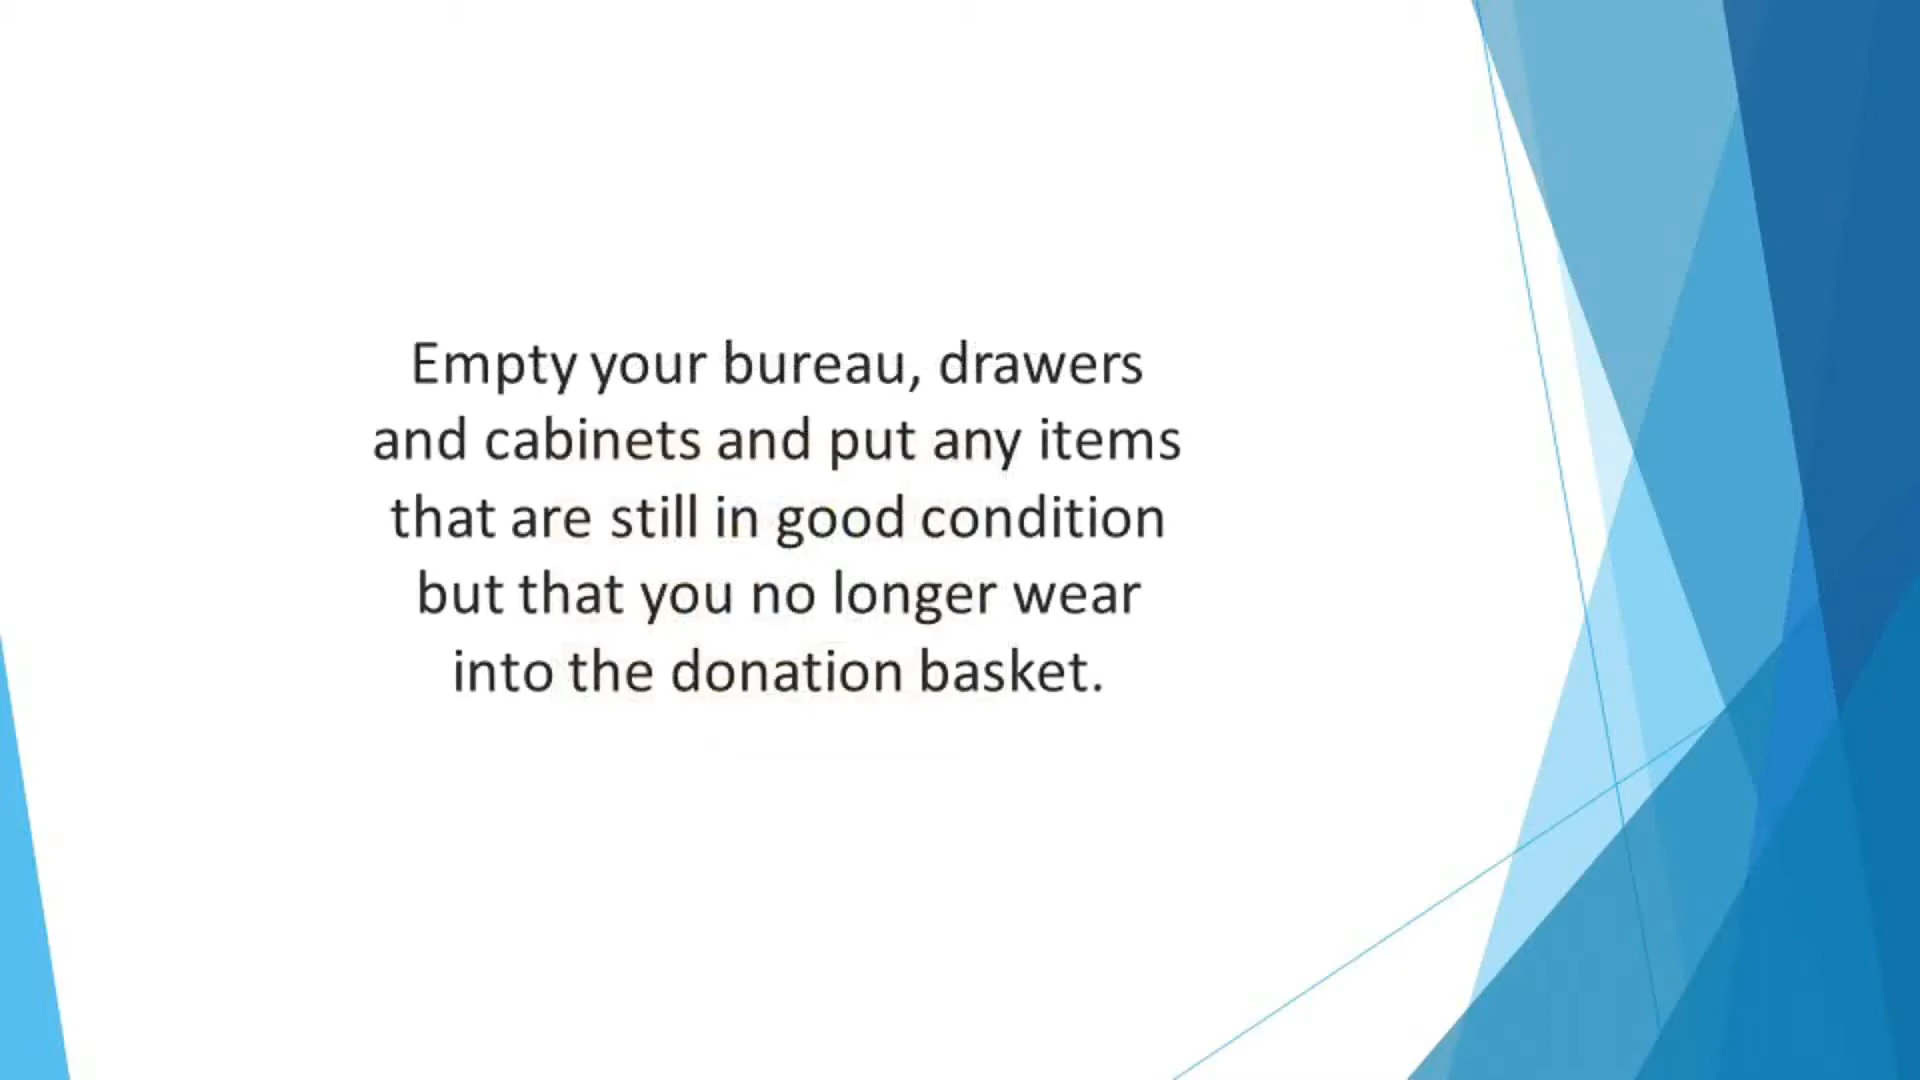 Empty your bureau, drawers
and cabinets and put any items
that are still in good condition
but that you no longer wear
into the donation basket.